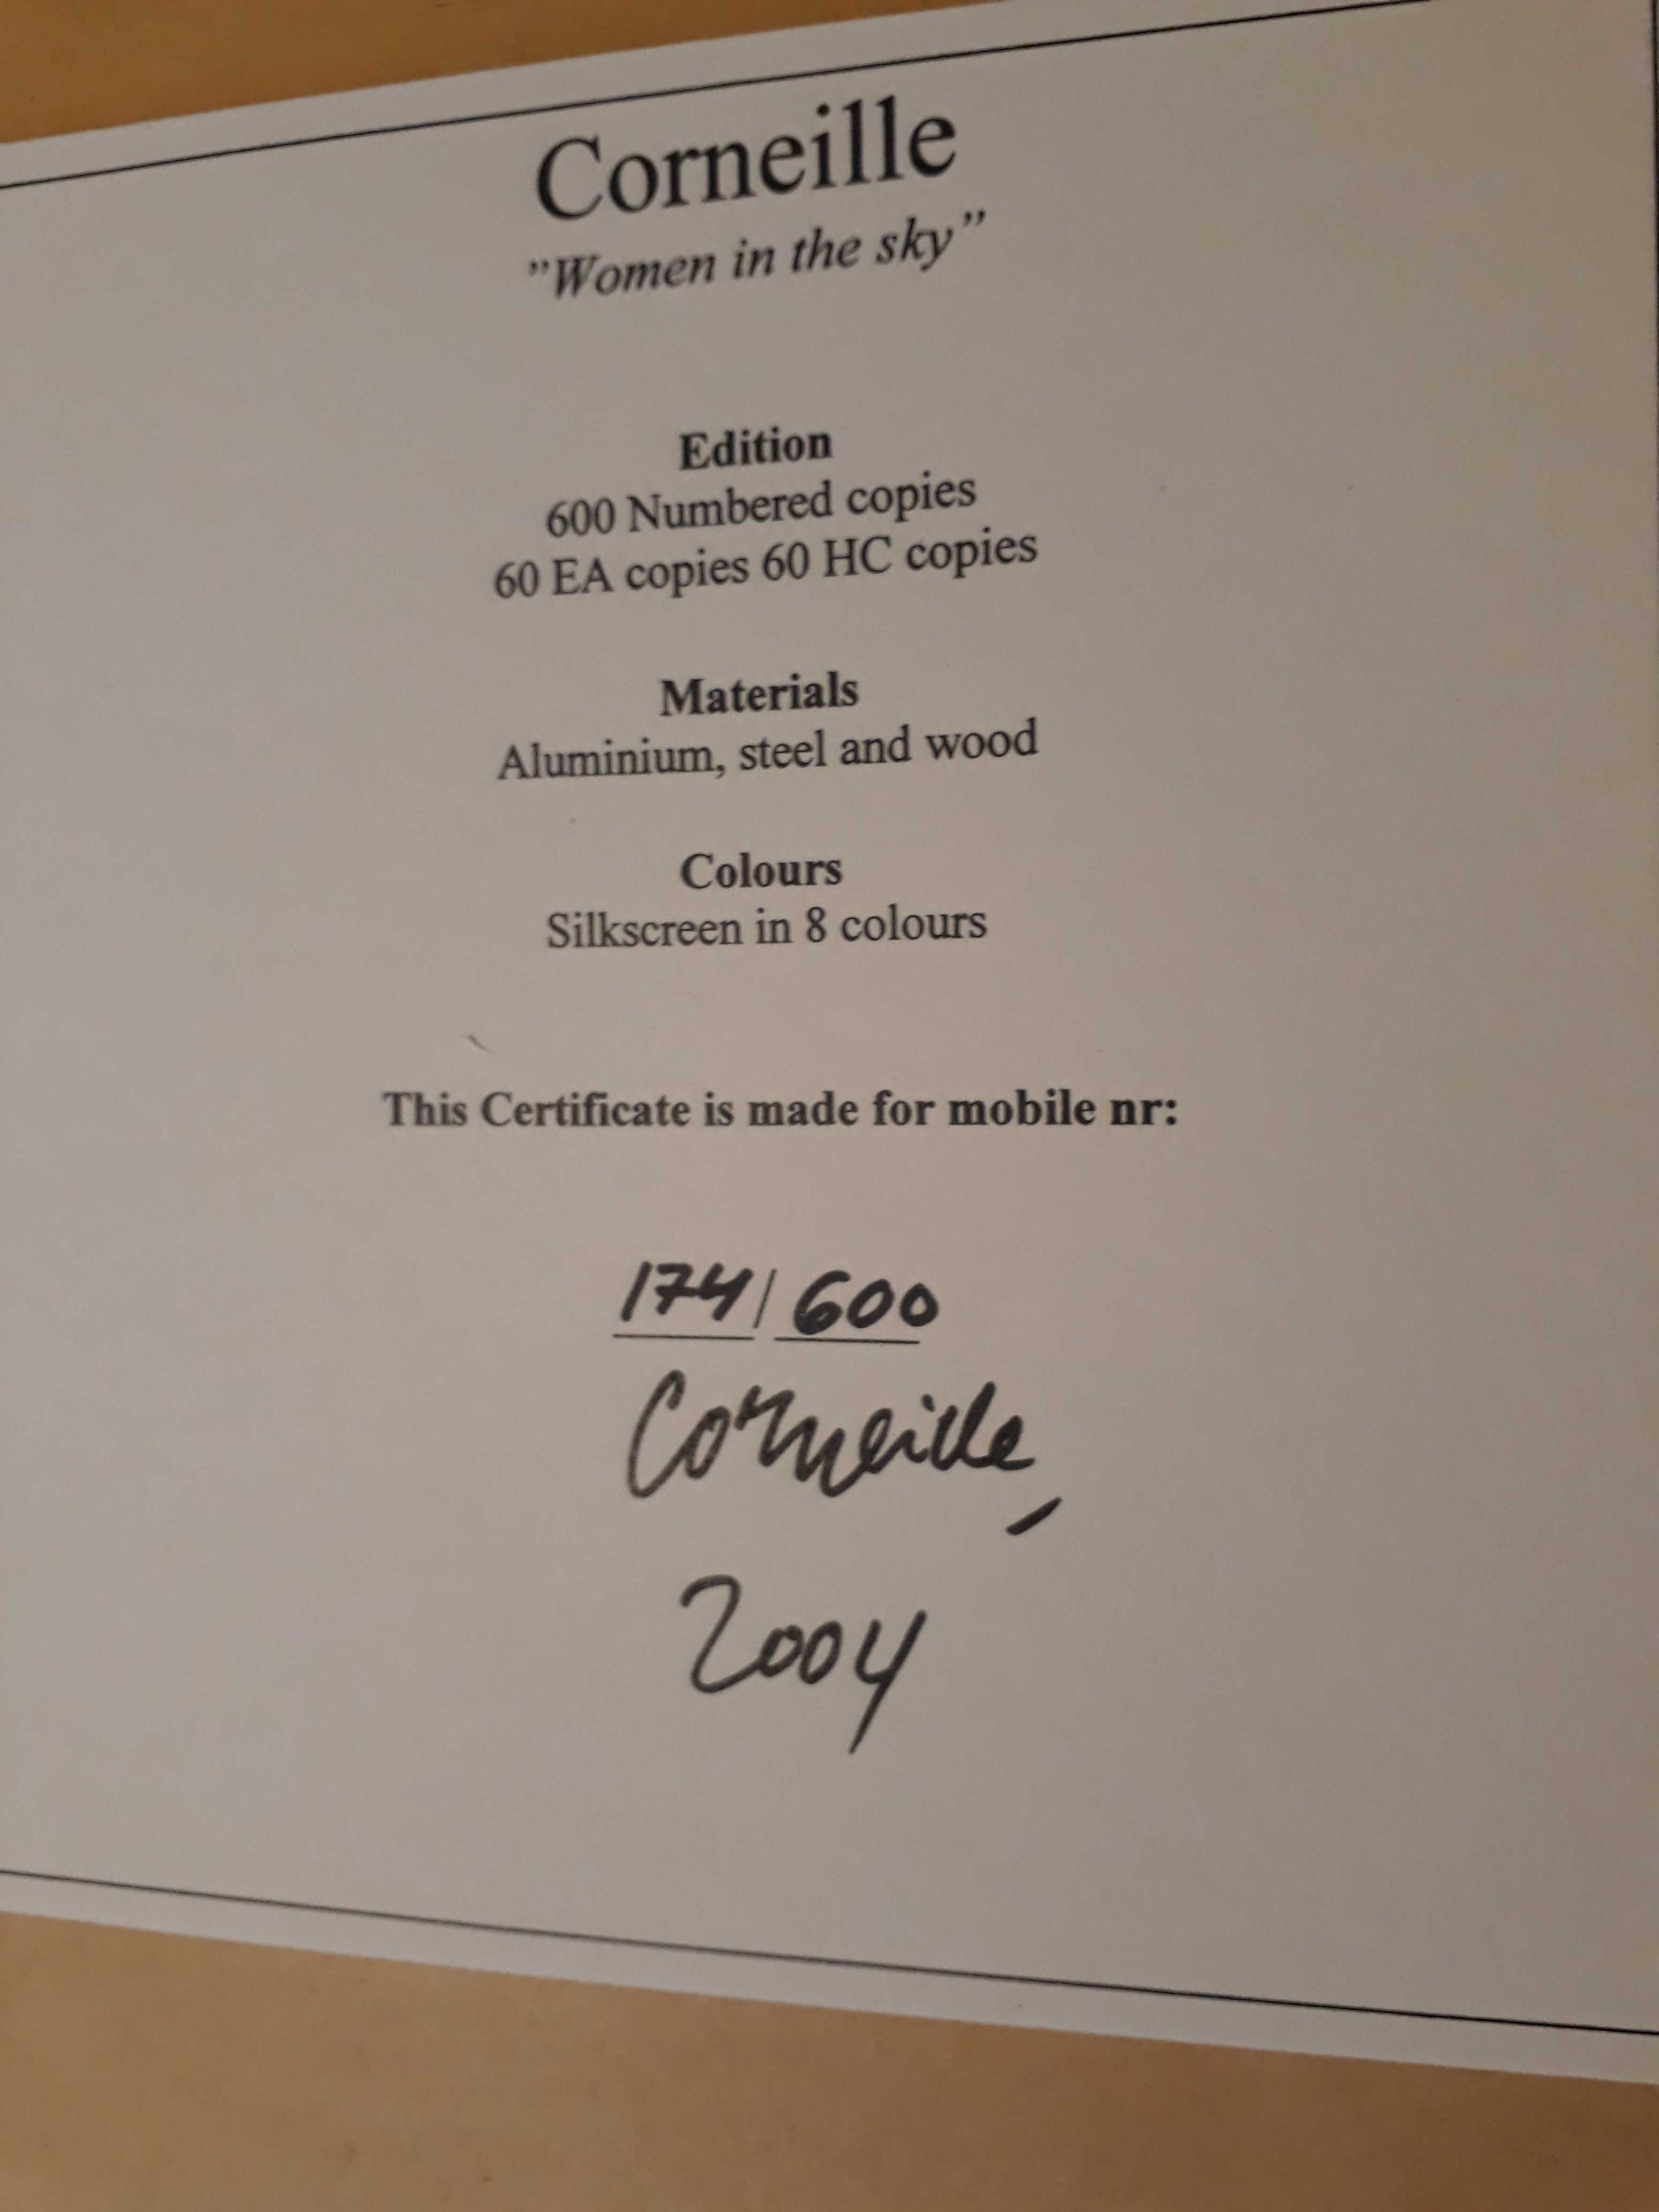 Corneille
"Women in the sky"
Edition
600 Numbered copies
60 EA copies 60 HC copies
Materials
Aluminium, steel and wood
Colours
Silkscreen in 8 colours
This Certificate is made for mobile nr:
174/600
Corneille
2004